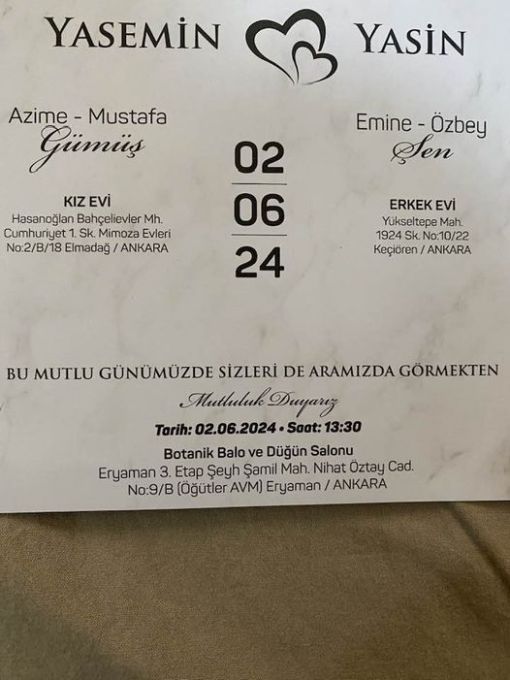 YASEMİN
YASİN
Azime - Mustafa
Gümüş
Emine - Özbey
Şen
02
06
24
KIZ EVİ
Hasanoğlan Bahçelievler Mh.
Cumhuriyet 1. Sk. Mimoza Evleri
No:2/B/18 Elmadağ / ANKARA
ERKEK EVİ
Yükseltepe Mah.
1924 Sk. No:10/22
Keçiören / ANKARA
BU MUTLU GÜNÜMÜZDE SİZLERİ DE ARAMIZDA GÖRMEKTEN
Mutluluk Duyarız
Tarih: 02.06.2024 • Saat: 13:30
Botanik Balo ve Düğün Salonu
Eryaman 3. Etap Şeyh Şamil Mah. Nihat Öztay Cad.
No:9/B (Öğütler AVM) Eryaman / ANKARA